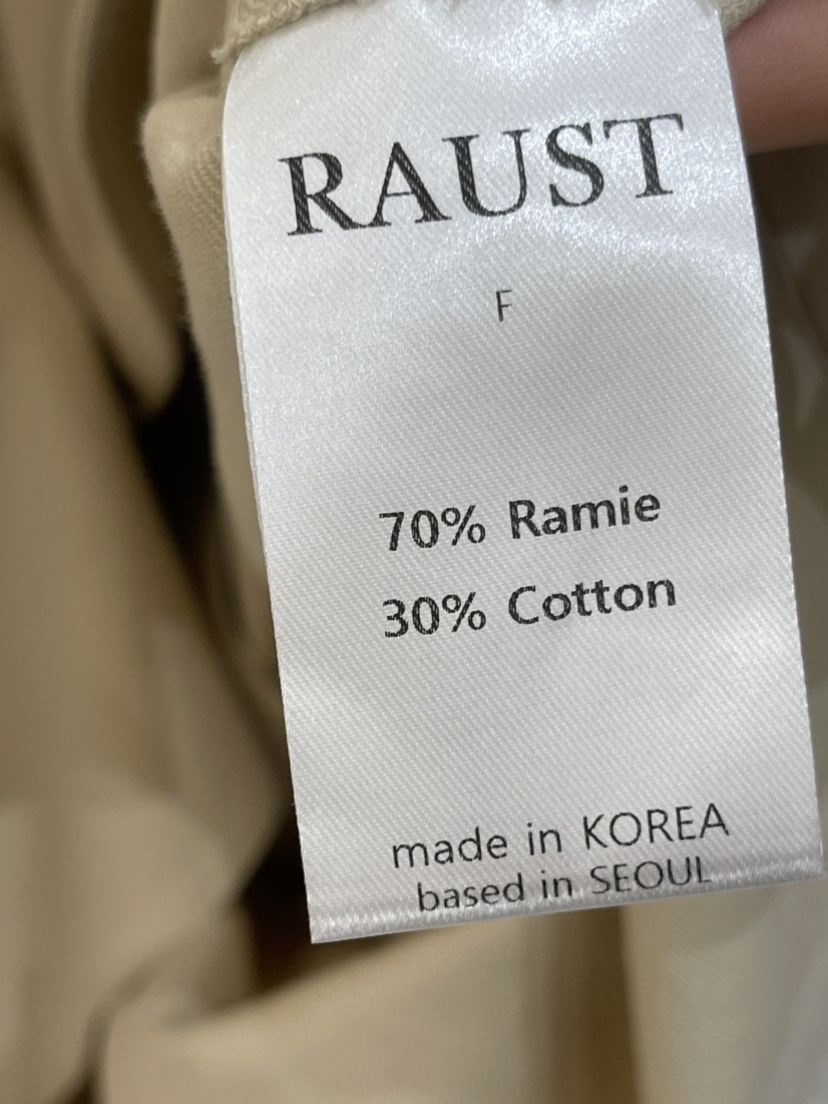 RAUST
F
70% Ramie
30% Cotton
made in KOREA
based in SEOUL